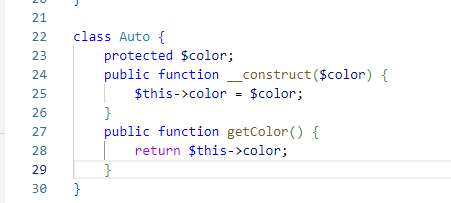 21
22 class Auto {
23     protected $color;
24     public function __construct($color) {
25         $this->color = $color;
26     }
27     public function getColor() {
28         return $this->color;
29     }
30 }